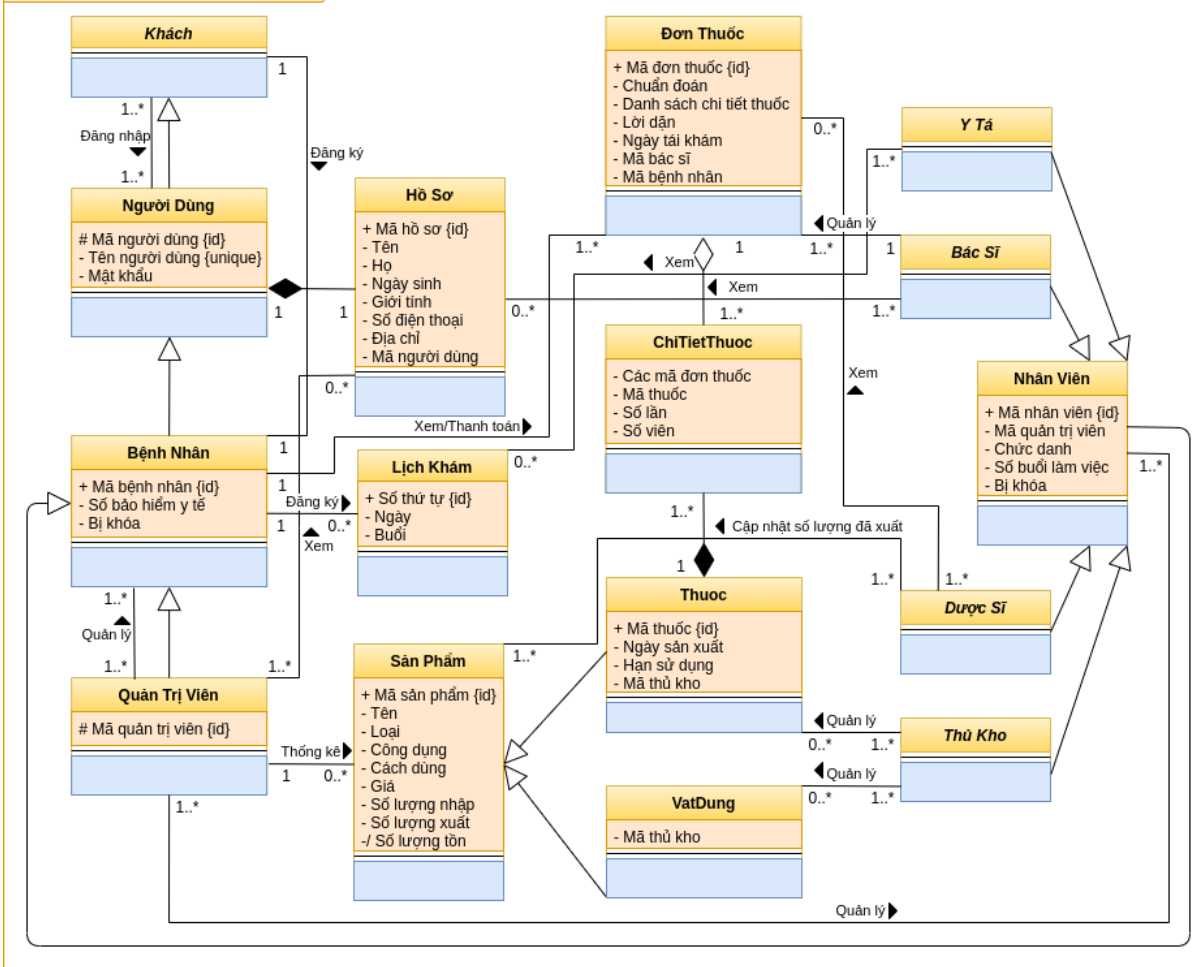 Khách
1
1..*
Đăng nhập
1..*
Đăng ký
Người Dùng
# Mã người dùng {id}
- Tên người dùng {unique}
- Mật khẩu
1
1
Hồ Sơ
+ Mã hồ sơ {id}
- Tên
- Họ
- Ngày sinh
- Giới tính
- Số điện thoại
- Địa chỉ
- Mã người dùng
0..*
0..*
Đơn Thuốc
+ Mã đơn thuốc {id}
- Chuẩn đoán
- Danh sách chi tiết thuốc
- Lời dặn
- Ngày tái khám
- Mã bác sĩ
- Mã bệnh nhân
0..*
1..*
1
1..*
Quản lý
1
Xem
Xem
1..*
1..*
Y Tá
1..*
Bác Sĩ
ChiTietThuoc
- Các mã đơn thuốc
- Mã thuốc
- Số lần
- Số viên
1..*
Xem
Nhân Viên
+ Mã nhân viên {id}
- Mã quản trị viên
- Chức danh
- Số buổi làm việc
- Bị khóa
1..*
Xem/Thanh toán
Bệnh Nhân
+ Mã bệnh nhân {id}
- Số bảo hiểm y tế
- Bị khóa
1
1
Đăng ký
1
0..*
Xem
Lịch Khám
+ Số thứ tự {id}
- Ngày
- Buổi
0..*
Cập nhật số lượng đã xuất
1
1..*
1..*
Dược Sĩ
Thuoc
+ Mã thuốc {id}
- Ngày sản xuất
- Hạn sử dụng
- Mã thủ kho
1..*
Quản lý
1..*
1..*
Quản Trị Viên
# Mã quản trị viên {id}
Thống kê
1
0..*
1..*
Sản Phẩm
+ Mã sản phẩm {id}
- Tên
- Loại
- Công dụng
- Cách dùng
- Giá
- Số lượng nhập
- Số lượng xuất
-/ Số lượng tồn
1..*
Quản lý
0..*
1..*
Thủ Kho
Quản lý
0..*
1..*
VatDung
- Mã thủ kho
Quản lý